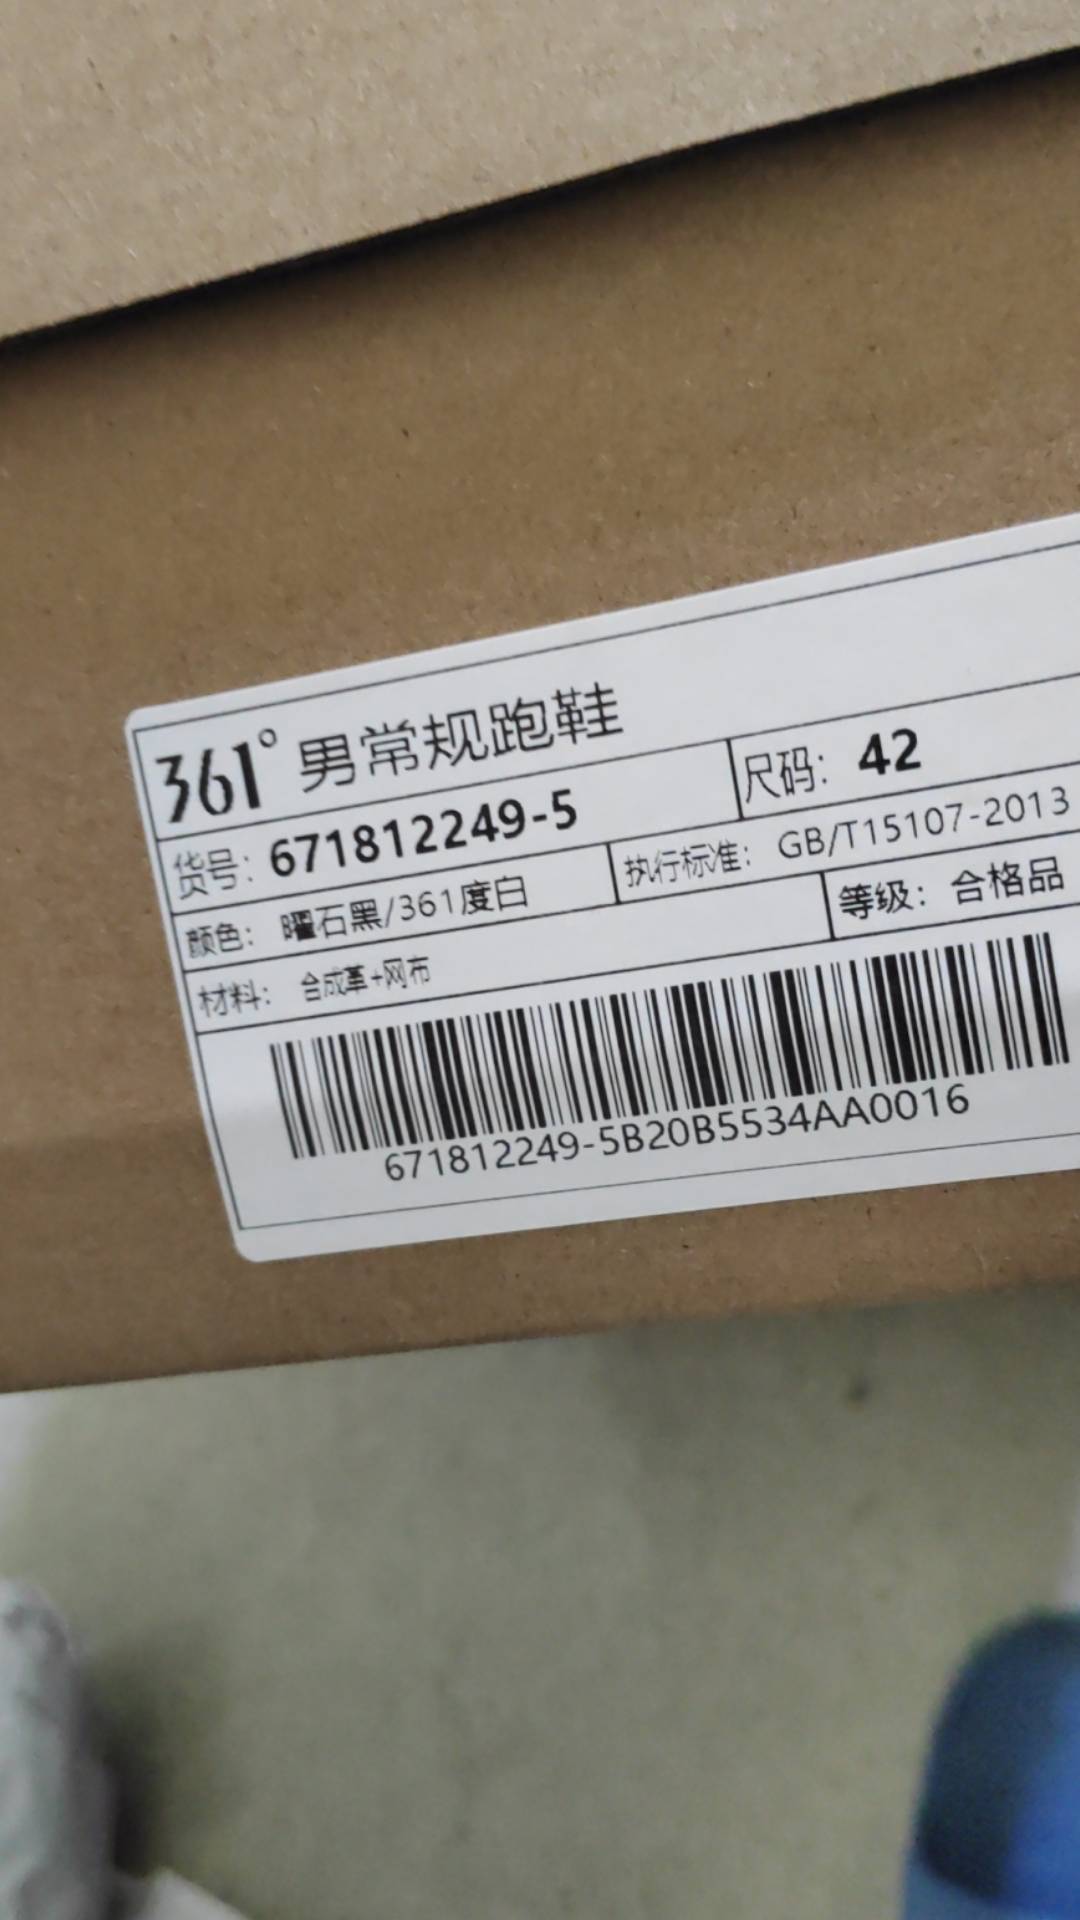 361° 男常规跑鞋
货号：671812249-5 尺码：42
颜色：曜石黑/361度白 执行标准：GB/T15107-2013
材料：合成革+网布 等级：合格品
671812249-5B20B5534AA0016